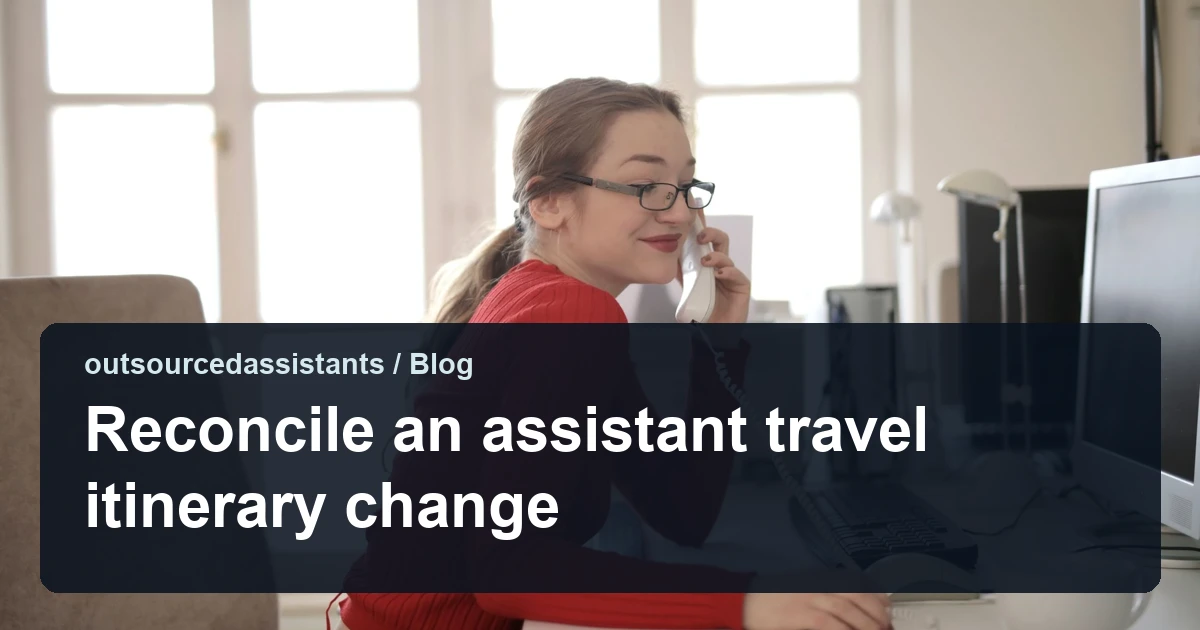 outsourcedassistants / Blog
Reconcile an assistant travel
itinerary change